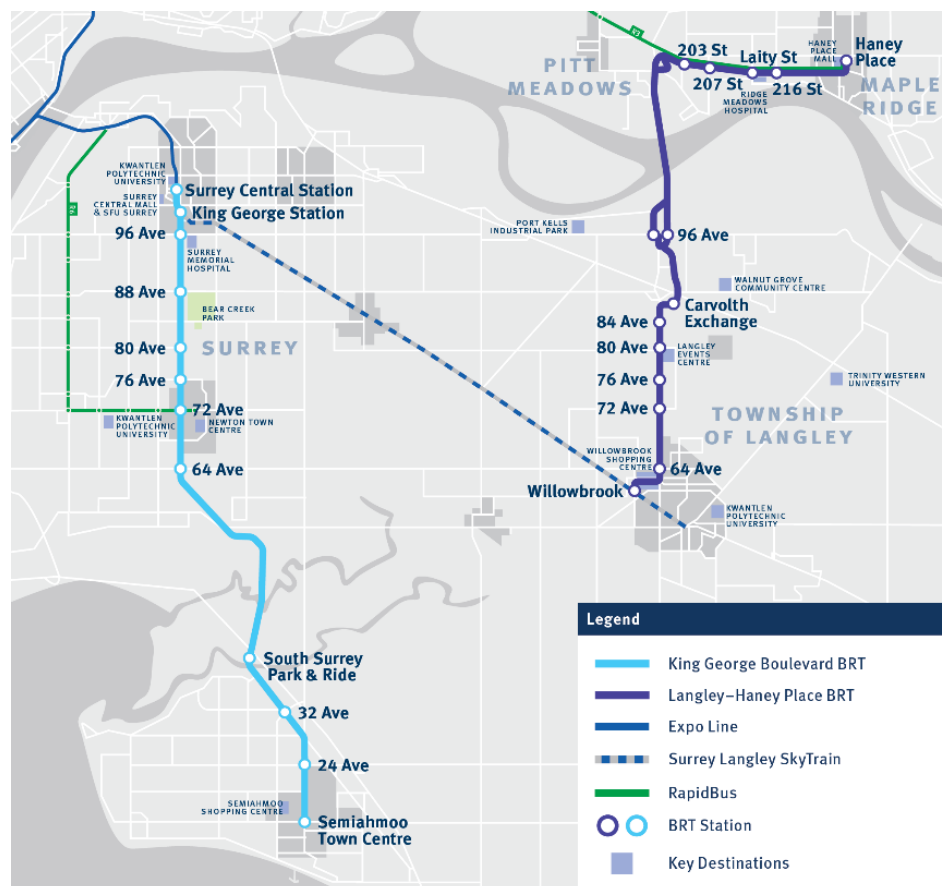 R3
HANEY
PLACE
MALL
Haney
Place
203 St
Laity St
207 St
216 St
RIDGE
MEADOWS
HOSPITAL
PITT
MEADOWS
MAPLE
RIDGE
KWANTLEN
POLYTECHNIC
UNIVERSITY
Surrey Central Station
SURREY
CENTRAL MALL
& SFU SURREY
King George Station
R6
96 Ave
SURREY
MEMORIAL
HOSPITAL
PORT KELLS
INDUSTRIAL PARK
96 Ave
WALNUT GROVE
COMMUNITY CENTRE
88 Ave
BEAR CREEK
PARK
Carvolth
Exchange
84 Ave
80 Ave
SURREY
80 Ave
LANGLEY
EVENTS
CENTRE
76 Ave
76 Ave
TRINITY WESTERN
UNIVERSITY
72 Ave
KWANTLEN
POLYTECHNIC
UNIVERSITY
NEWTON TOWN
CENTRE
72 Ave
TOWNSHIP
OF LANGLEY
64 Ave
WILLOWBROOK
SHOPPING
CENTRE
64 Ave
Willowbrook
KWANTLEN
POLYTECHNIC
UNIVERSITY
South Surrey
Park & Ride
32 Ave
24 Ave
SEMIAHMOO
SHOPPING CENTRE
Semiahmoo
Town Centre
Legend
King George Boulevard BRT
Langley–Haney Place BRT
Expo Line
Surrey Langley SkyTrain
RapidBus
BRT Station
Key Destinations